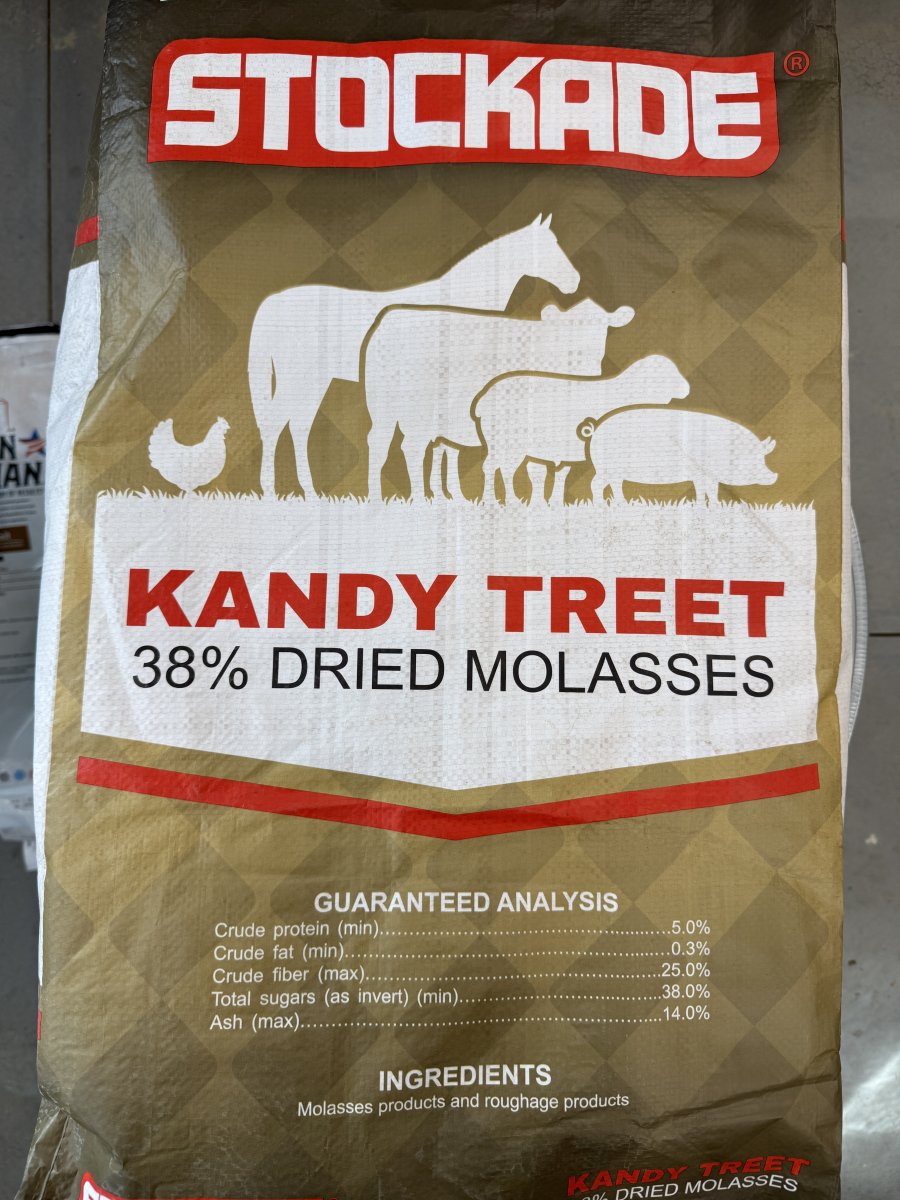 STOCKADE®
KANDY TREET
38% DRIED MOLASSES
GUARANTEED ANALYSIS
Crude protein (min)..............................................5.0%
Crude fat (min)......................................................0.3%
Crude fiber (max).................................................25.0%
Total sugars (as invert) (min)................................38.0%
Ash (max).............................................................14.0%
INGREDIENTS
Molasses products and roughage products
KANDY TREET
% DRIED MOLASSES